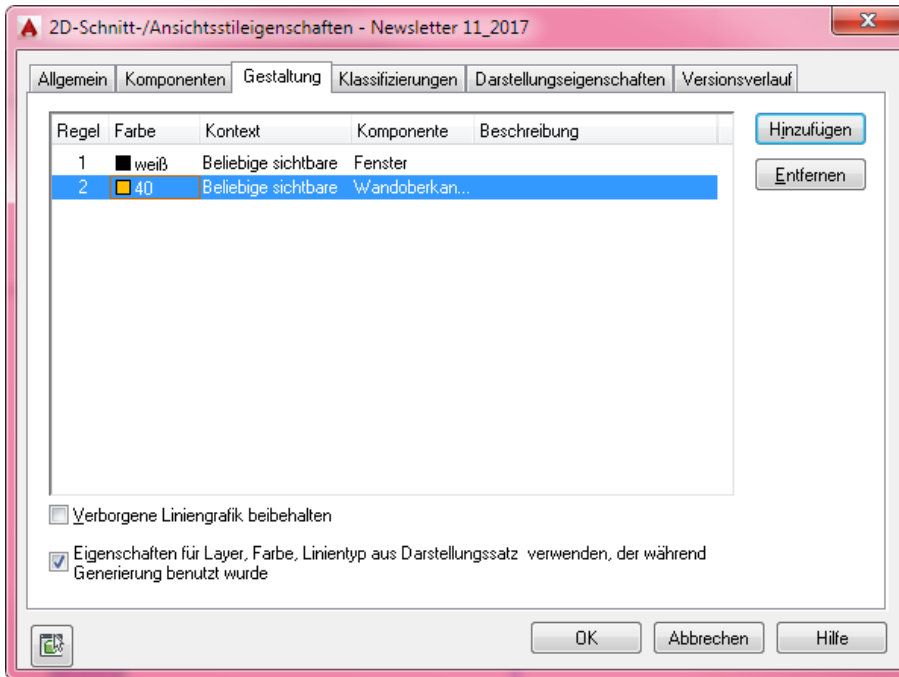 2D-Schnitt-/Ansichtsstileigenschaften - Newsletter 11_2017
Allgemein Komponenten Gestaltung Klassifizierungen Darstellungseigenschaften Versionsverlauf
Regel Farbe Kontext Komponente Beschreibung
1 weiß Beliebige sichtbare Fenster
2 40 Beliebige sichtbare Wandoberkan...
Hinzufügen
Entfernen
Verborgene Liniengrafik beibehalten
Eigenschaften für Layer, Farbe, Linientyp aus Darstellungssatz verwenden, der während
Generierung benutzt wurde
OK Abbrechen Hilfe